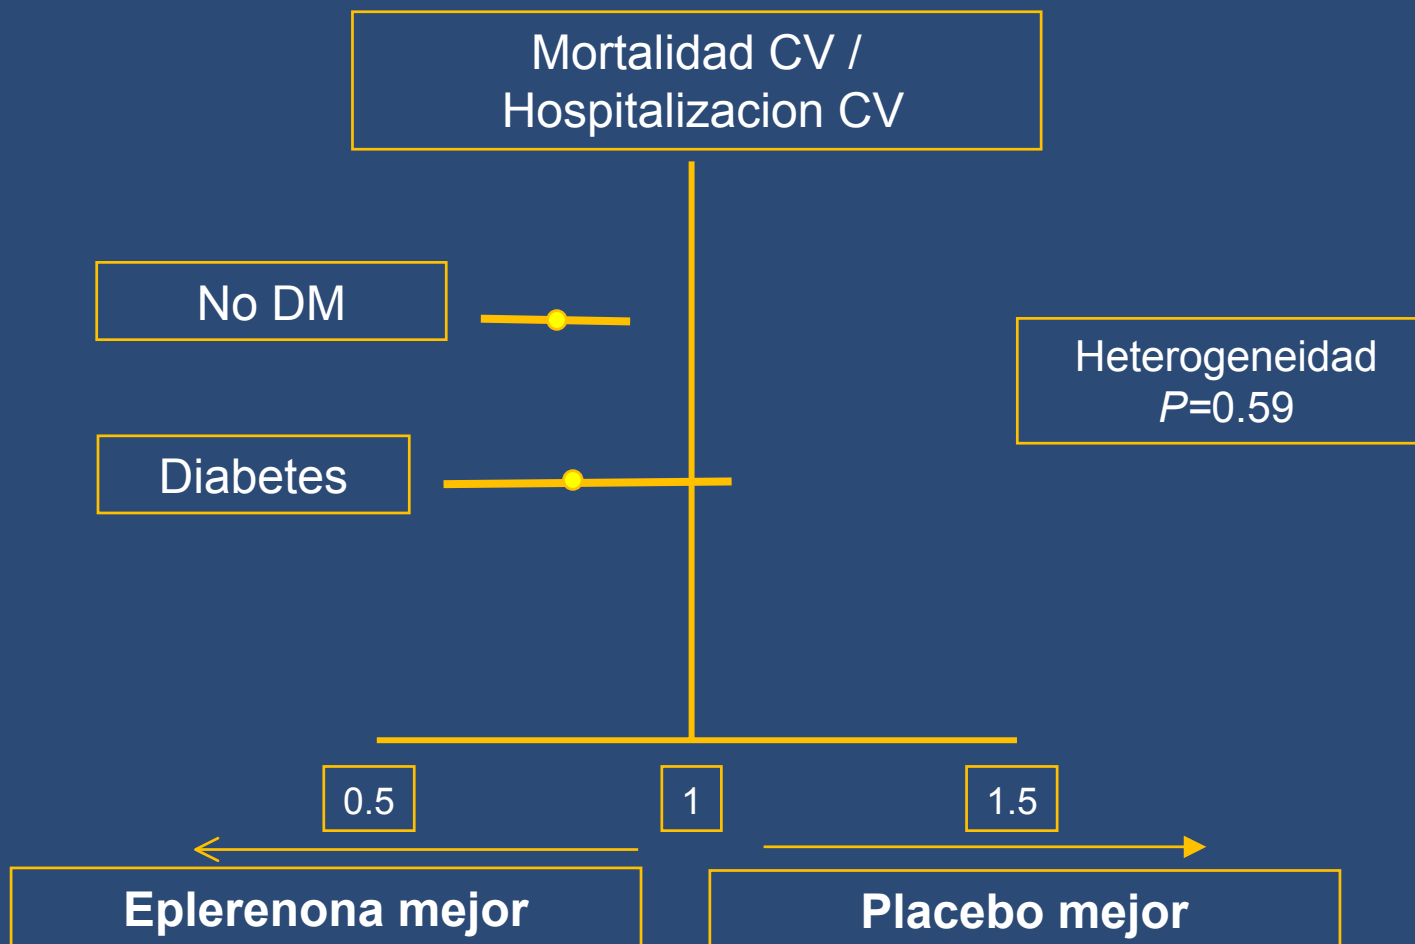 Mortalidad CV /
Hospitalizacion CV
No DM
Heterogeneidad
P=0.59
Diabetes
0.5
1
1.5
Eplerenona mejor
Placebo mejor